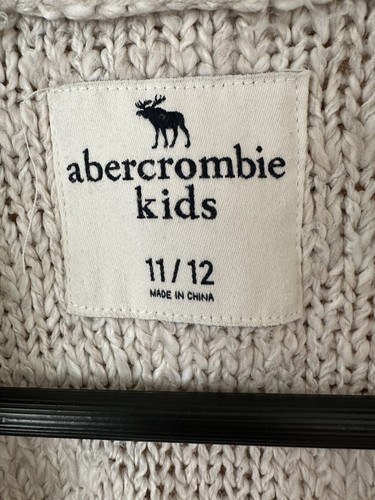 abercrombie
kids
11/12
MADE IN CHINA